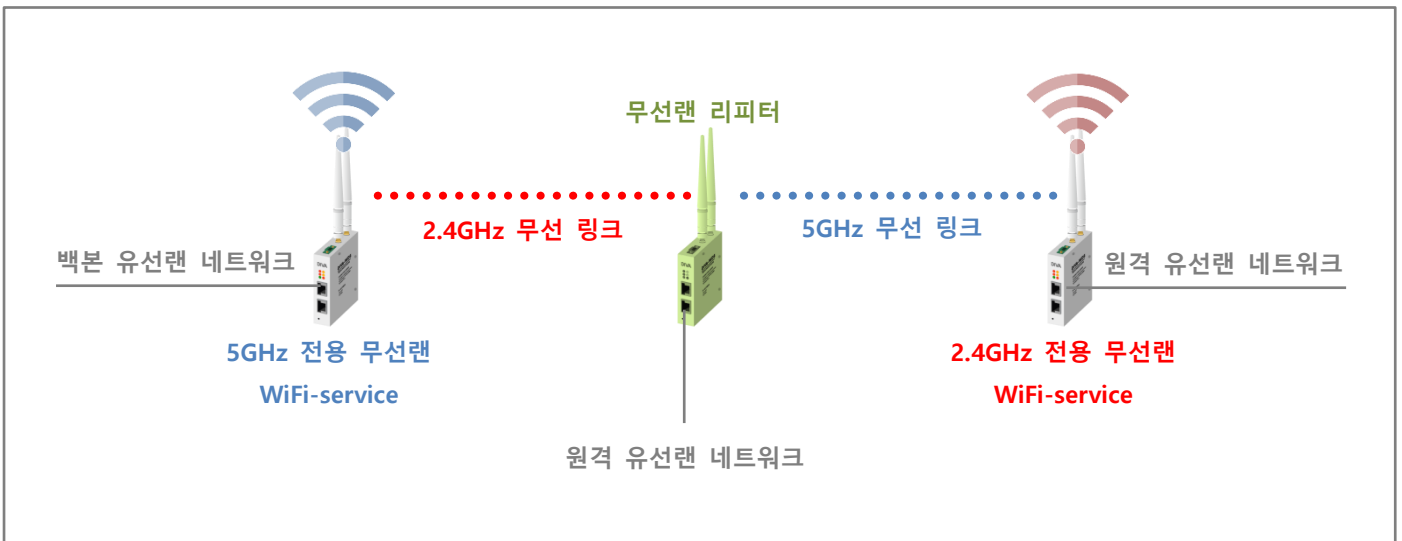 무선랜 리피터
2.4GHz 무선 링크
5GHz 무선 링크
백본 유선랜 네트워크
원격 유선랜 네트워크
5GHz 전용 무선랜
WiFi-service
2.4GHz 전용 무선랜
WiFi-service
원격 유선랜 네트워크